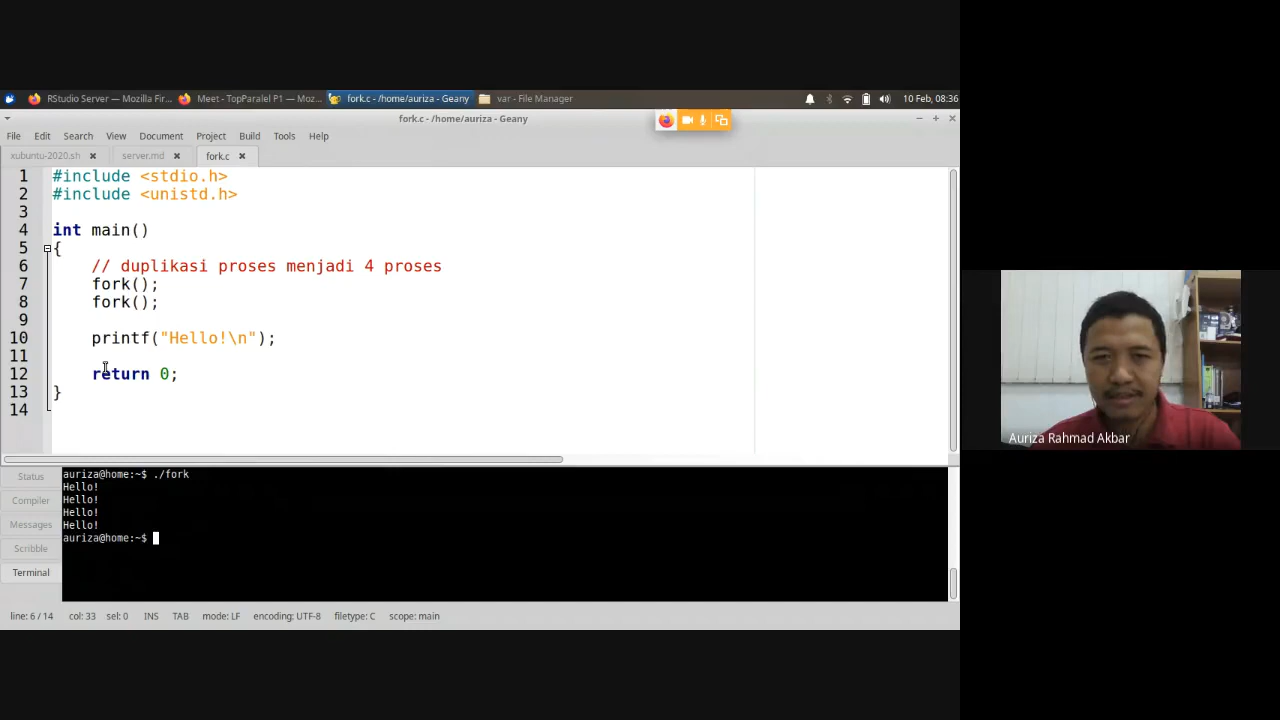 RStudio Server — Mozilla Fir...
Meet - TopParalel P1 — Moz...
fork.c - /home/auriza - Geany
var - File Manager
10 Feb, 08:36
fork.c - /home/auriza - Geany
File Edit Search View Document Project Build Tools Help
xubuntu-2020.sh
server.md
fork.c
1 #include <stdio.h>
2 #include <unistd.h>
3
4 int main()
5 {
6 // duplikasi proses menjadi 4 proses
7 fork();
8 fork();
9
10 printf("Hello!\n");
11
12 return 0;
13 }
14
Status
Compiler
Messages
Scribble
Terminal
auriza@home:~$ ./fork
Hello!
Hello!
Hello!
Hello!
auriza@home:~$
line: 6 / 14 col: 33 sel: 0 INS TAB mode: LF encoding: UTF-8 filetype: C scope: main
Auriza Rahmad Akbar